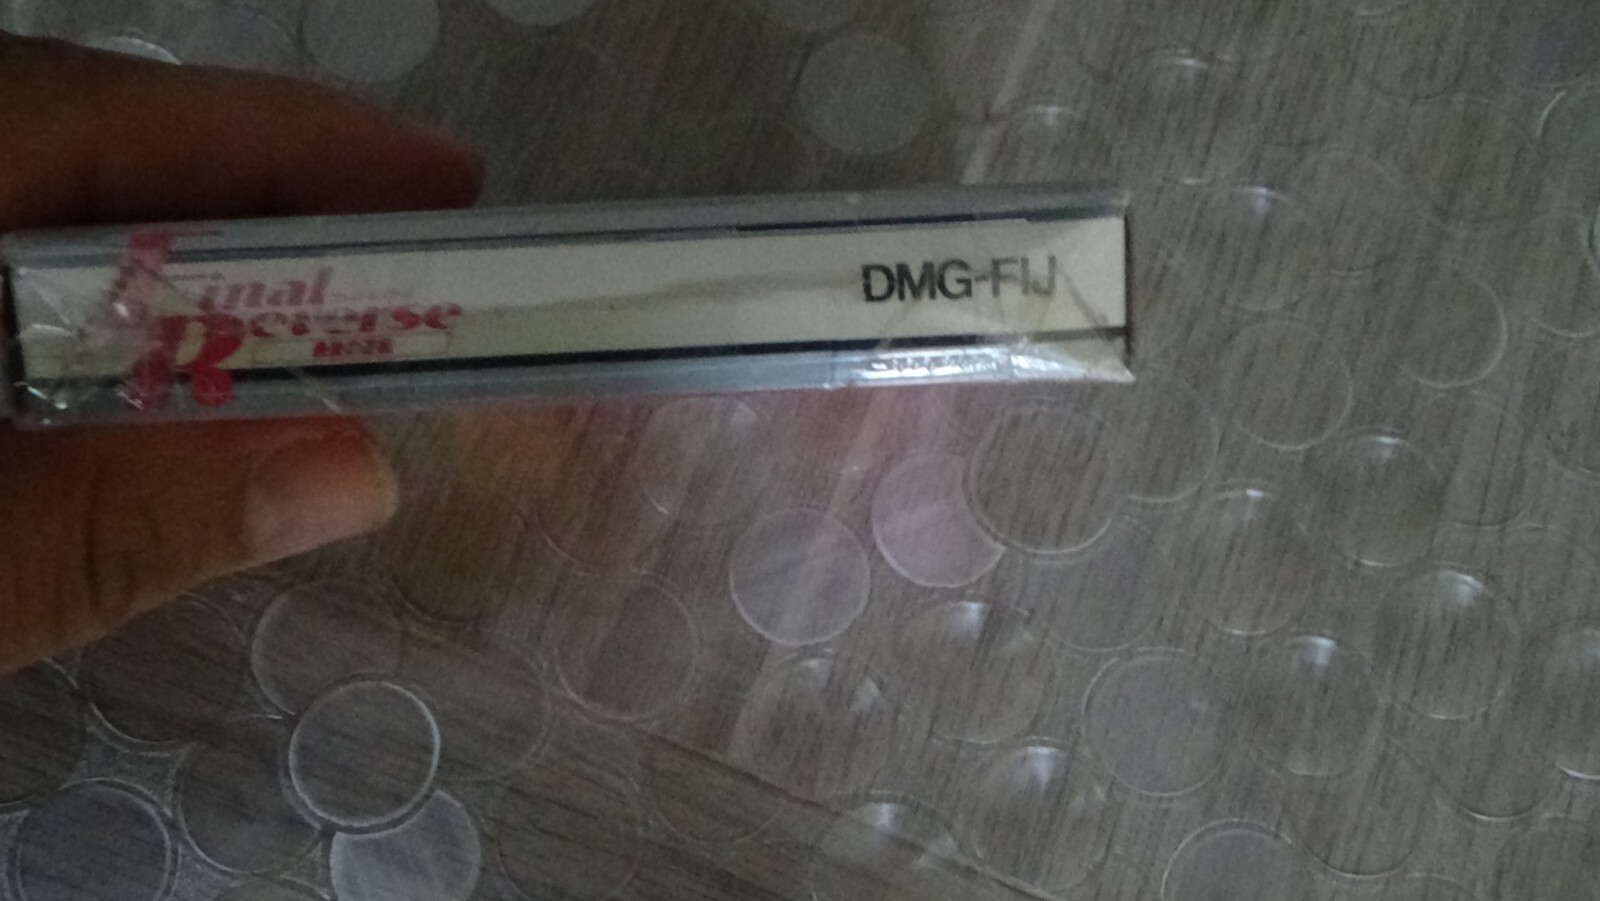 Final
Reverse
DMG-FIJ